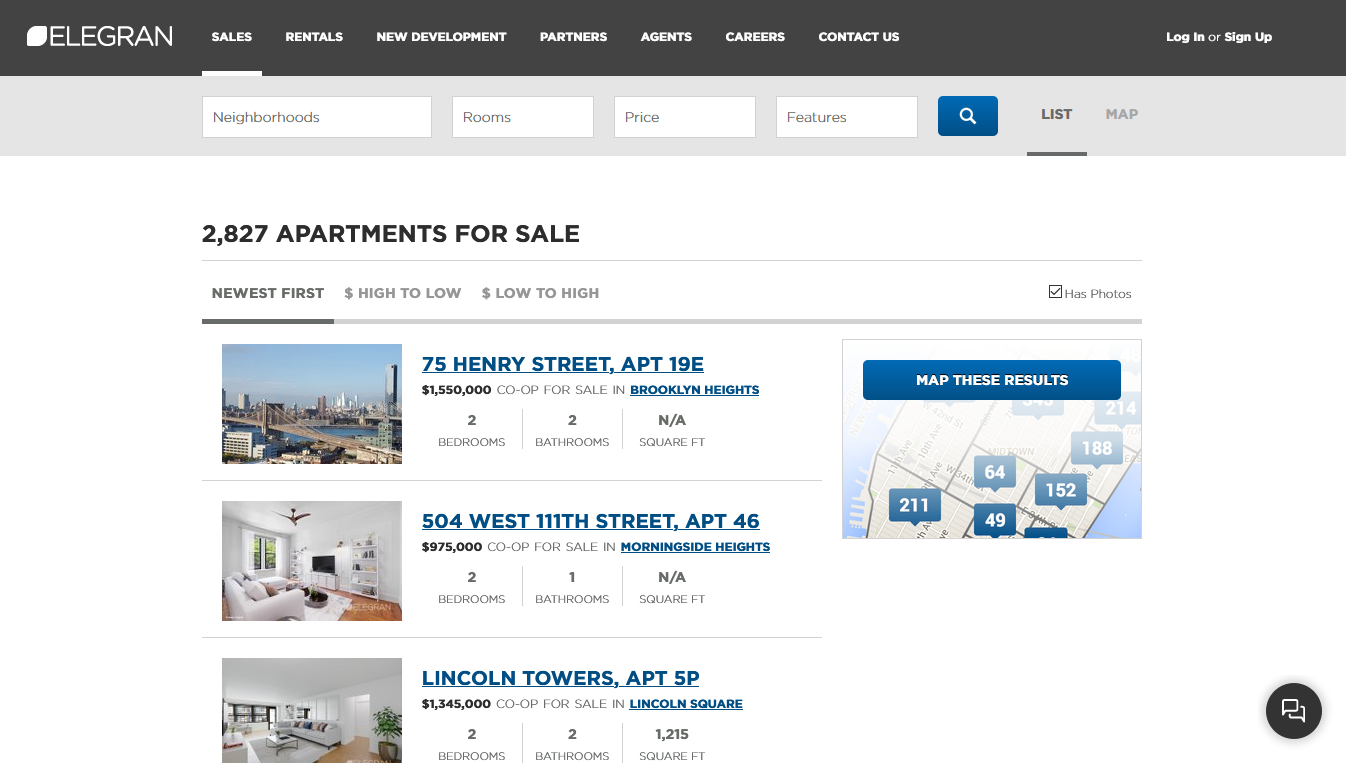 ELEGRAN
SALES RENTALS NEW DEVELOPMENT PARTNERS AGENTS CAREERS CONTACT US Log In or Sign Up
Neighborhoods Rooms Price Features LIST MAP
2,827 APARTMENTS FOR SALE
NEWEST FIRST $ HIGH TO LOW $ LOW TO HIGH Has Photos
75 HENRY STREET, APT 19E
$1,550,000 CO-OP FOR SALE IN BROOKLYN HEIGHTS
2 2 N/A
BEDROOMS BATHROOMS SQUARE FT
MAP THESE RESULTS
214
188
MIDTOWN
64
152
211
49
504 WEST 111TH STREET, APT 46
$975,000 CO-OP FOR SALE IN MORNINGSIDE HEIGHTS
2 1 N/A
BEDROOMS BATHROOMS SQUARE FT
ELEGRAN
LINCOLN TOWERS, APT 5P
$1,345,000 CO-OP FOR SALE IN LINCOLN SQUARE
2 2 1,215
BEDROOMS BATHROOMS SQUARE FT